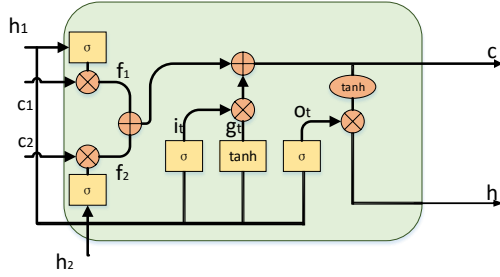 h1
σ
c
f1
tanh
c1
it
gt
ot
c2
σ
tanh
σ
f2
σ
h
h2